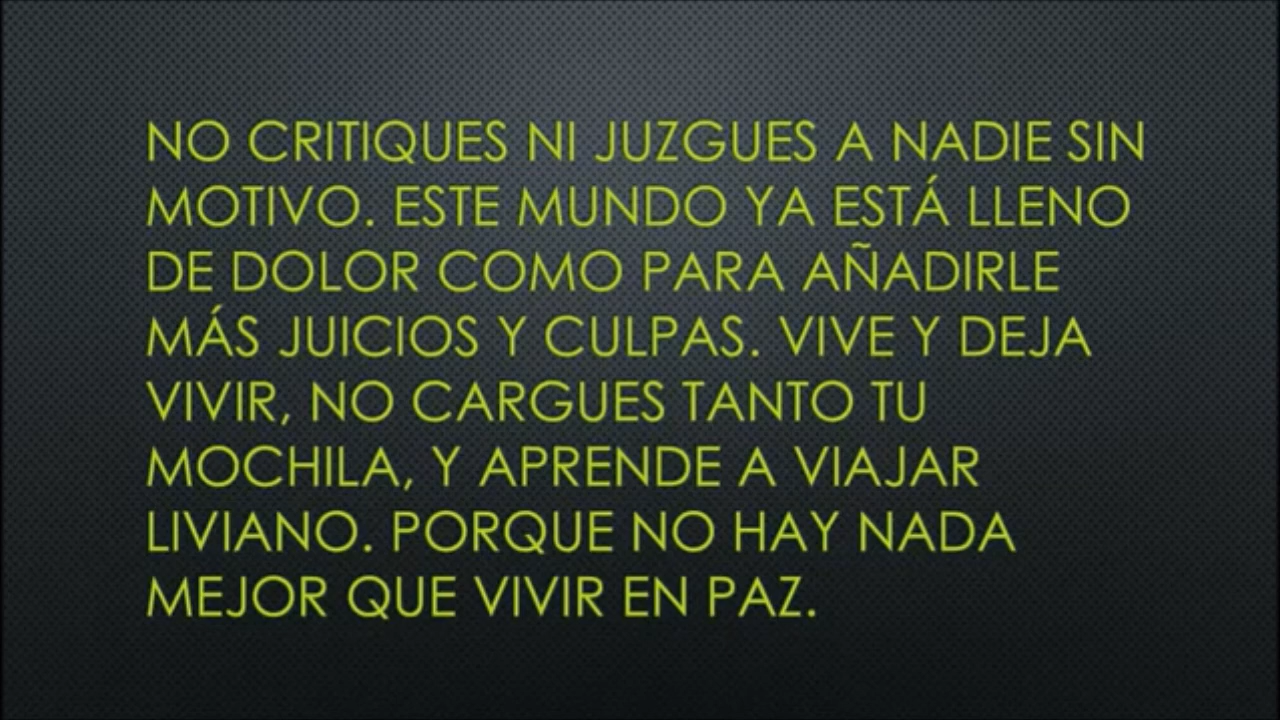 NO CRITIQUES NI JUZGUES A NADIE SIN
MOTIVO. ESTE MUNDO YA ESTÁ LLENO
DE DOLOR COMO PARA AÑADIRLE
MÁS JUICIOS Y CULPAS. VIVE Y DEJA
VIVIR, NO CARGUES TANTO TU
MOCHILA, Y APRENDE A VIAJAR
LIVIANO. PORQUE NO HAY NADA
MEJOR QUE VIVIR EN PAZ.